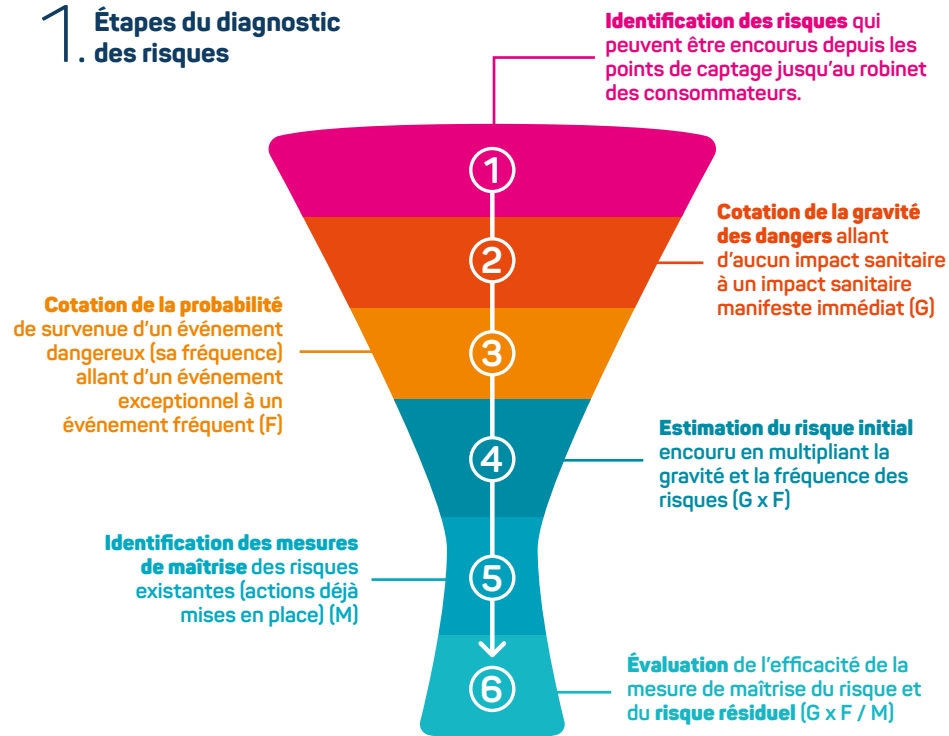 1. Étapes du diagnostic
des risques
Identification des risques qui
peuvent être encourus depuis les
points de captage jusqu'au robinet
des consommateurs.
1
2
Cotation de la gravité
des dangers allant
d'aucun impact sanitaire
à un impact sanitaire
manifeste immédiat (G)
Cotation de la probabilité
de survenue d'un événement
dangereux (sa fréquence)
allant d'un événement
exceptionnel à un
événement fréquent (F)
3
4
Estimation du risque initial
encouru en multipliant la
gravité et la fréquence des
risques (G x F)
Identification des mesures
de maîtrise des risques
existantes (actions déjà
mises en place) (M)
5
6
Évaluation de l'efficacité de la
mesure de maîtrise du risque et
du risque résiduel (G x F / M)